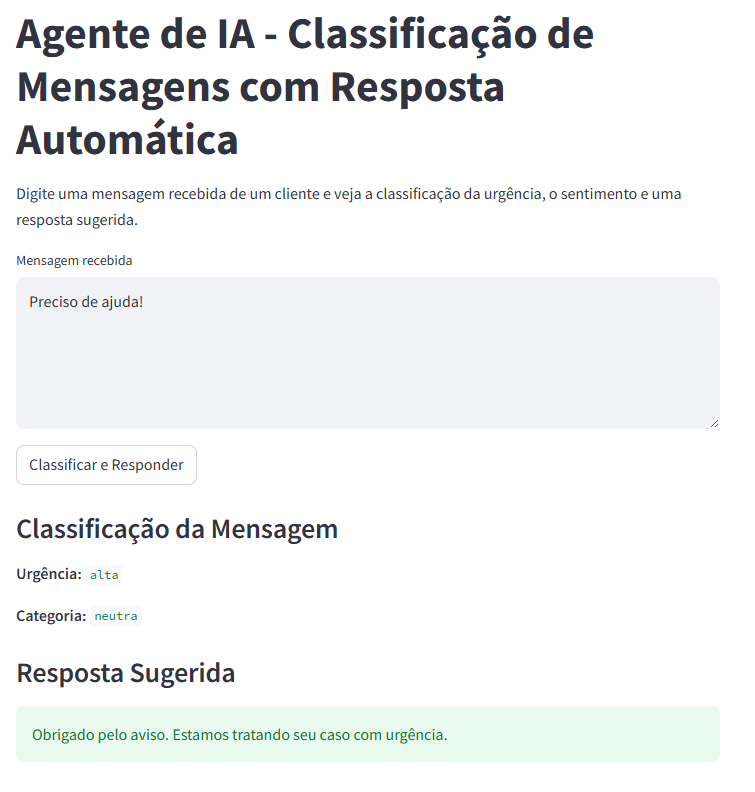 Agente de IA - Classificação de
Mensagens com Resposta
Automática
Digite uma mensagem recebida de um cliente e veja a classificação da urgência, o sentimento e uma
resposta sugerida.
Mensagem recebida
Preciso de ajuda!
Classificar e Responder
Classificação da Mensagem
Urgência: alta
Categoria: neutra
Resposta Sugerida
Obrigado pelo aviso. Estamos tratando seu caso com urgência.